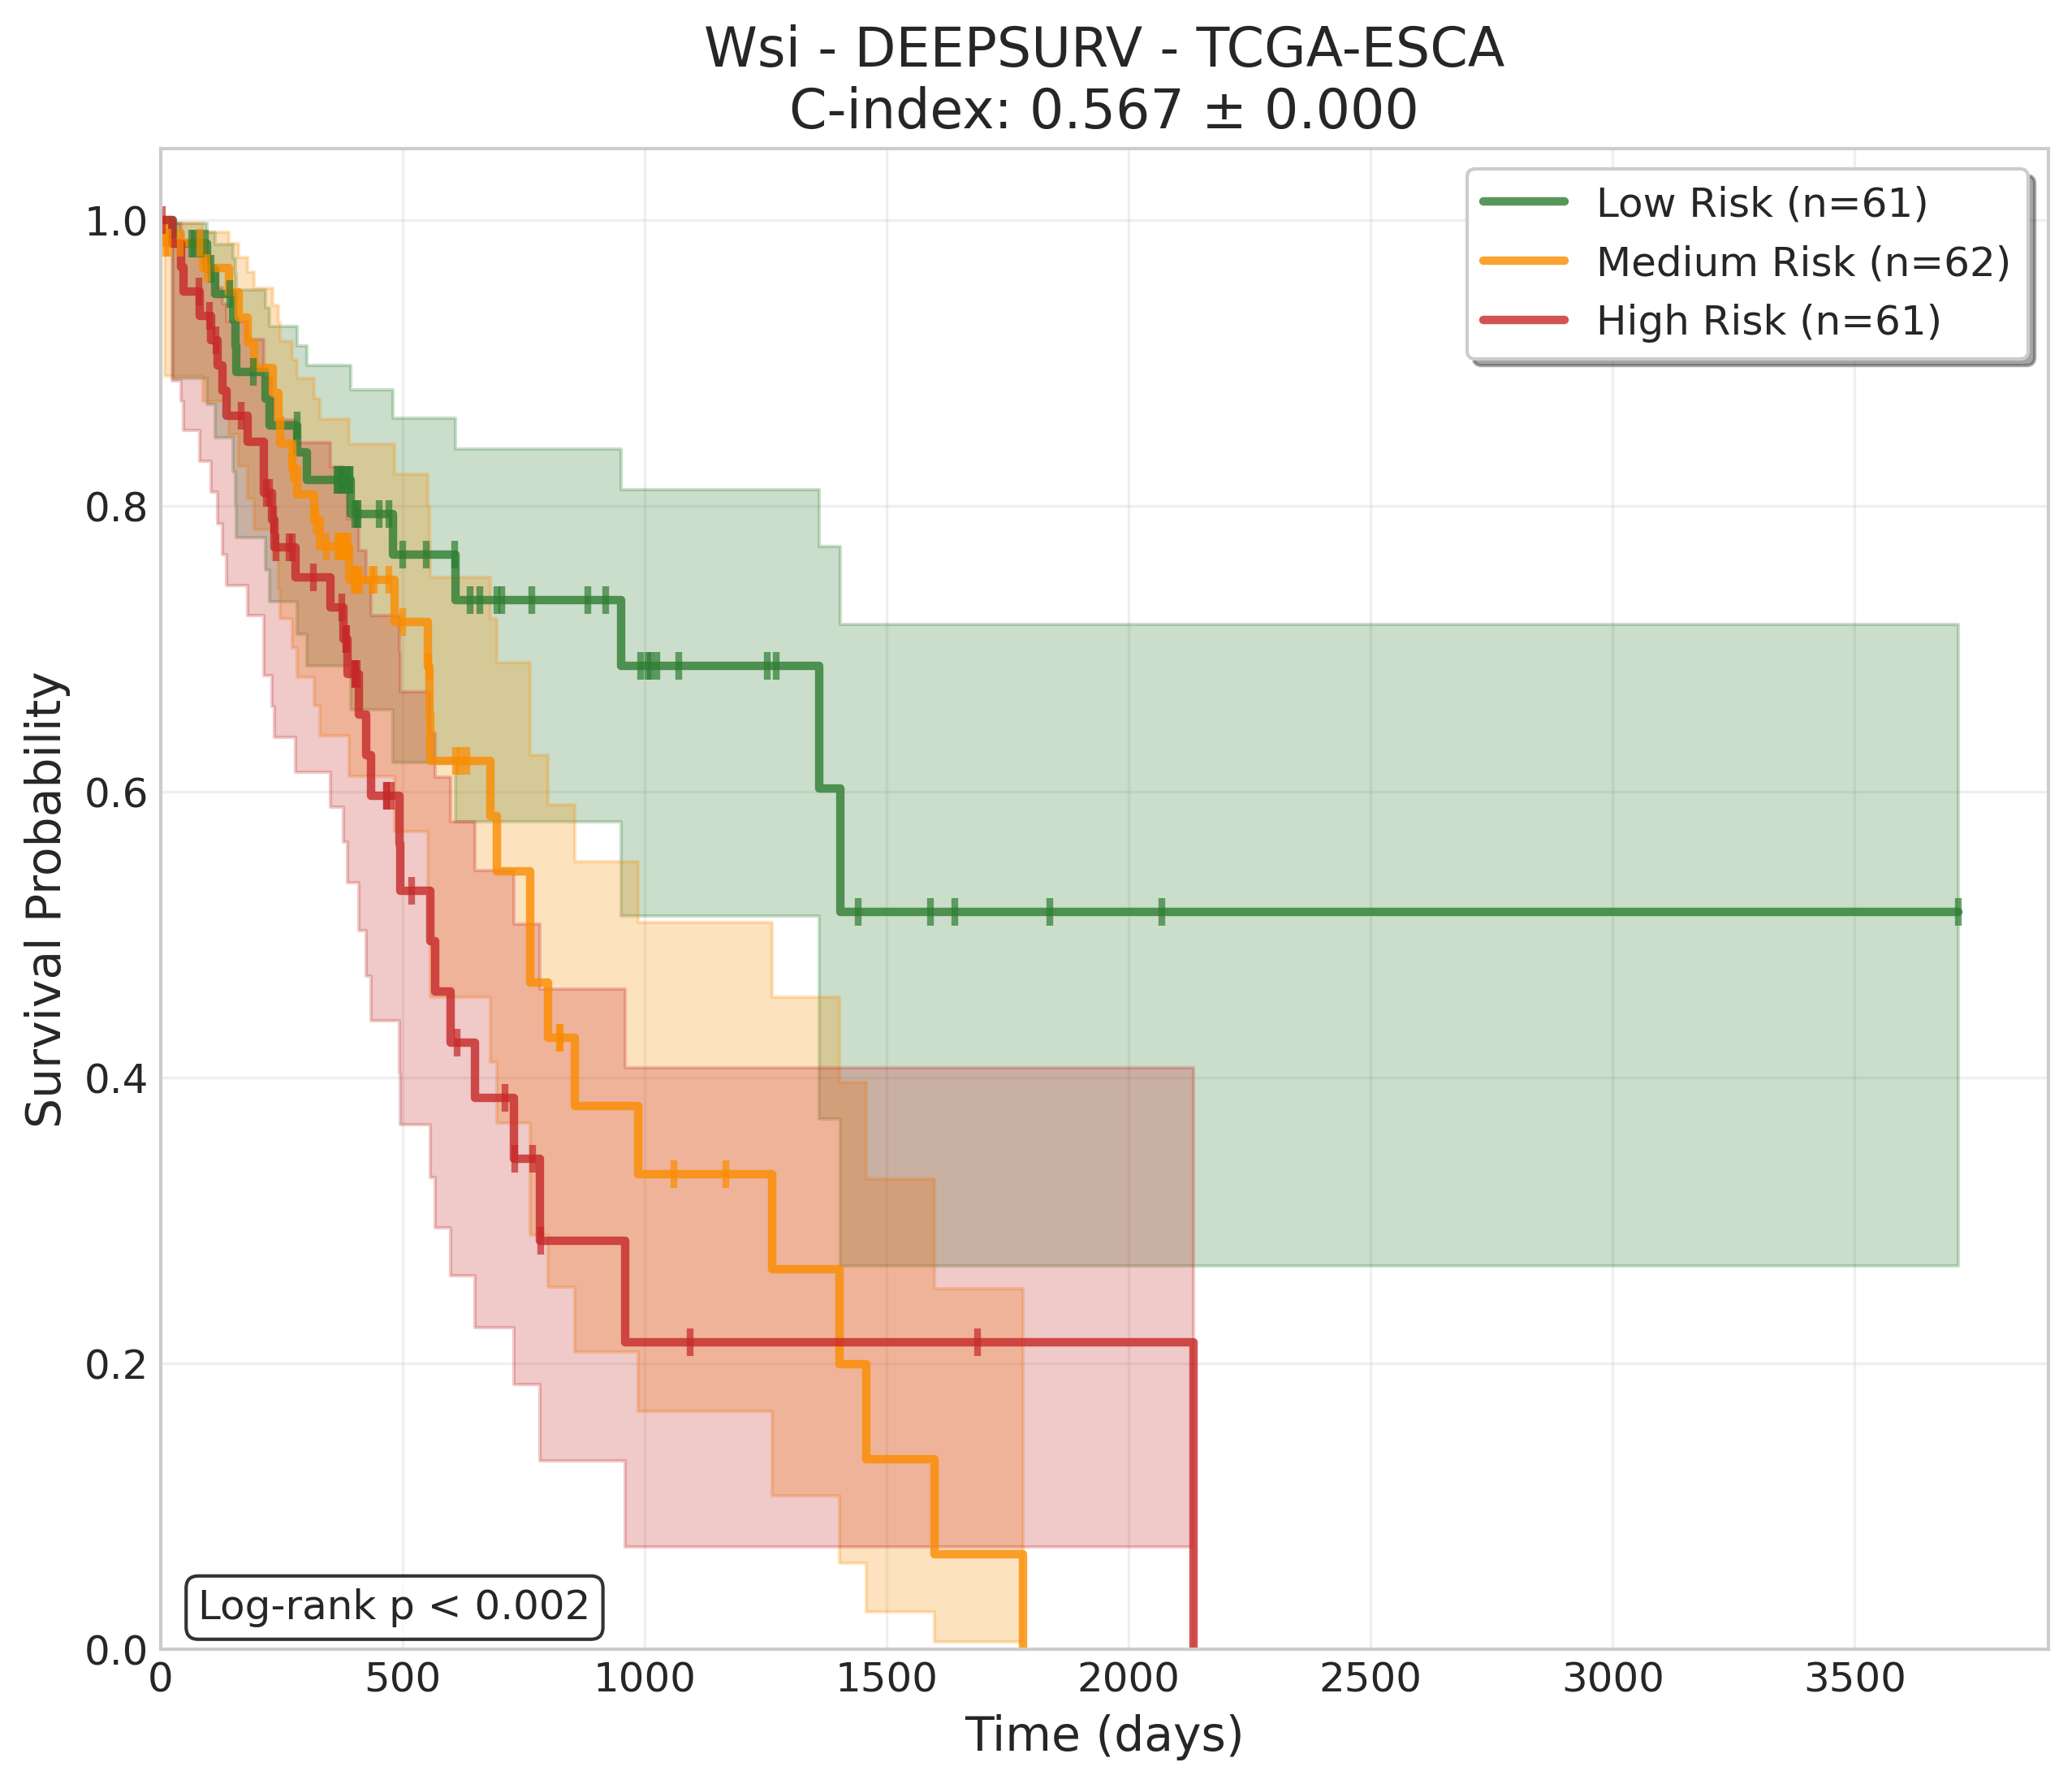 Wsi - DEEPSURV - TCGA-ESCA
C-index: 0.567 ± 0.000
Low Risk (n=61)
Medium Risk (n=62)
High Risk (n=61)
Survival Probability
1.0
0.8
0.6
0.4
0.2
0.0
Log-rank p < 0.002
0 500 1000 1500 2000 2500 3000 3500
Time (days)